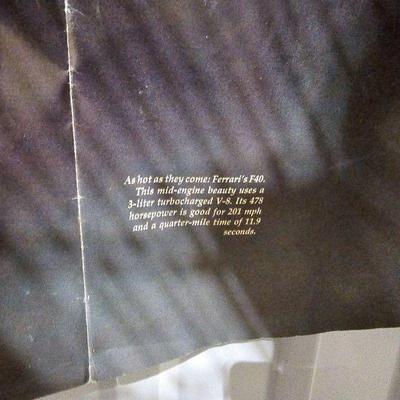 As hot as they come: Ferrari's F40.
This mid-engine beauty uses a
3-liter turbocharged V-8. Its 478
horsepower is good for 201 mph
and a quarter-mile time of 11.9
seconds.